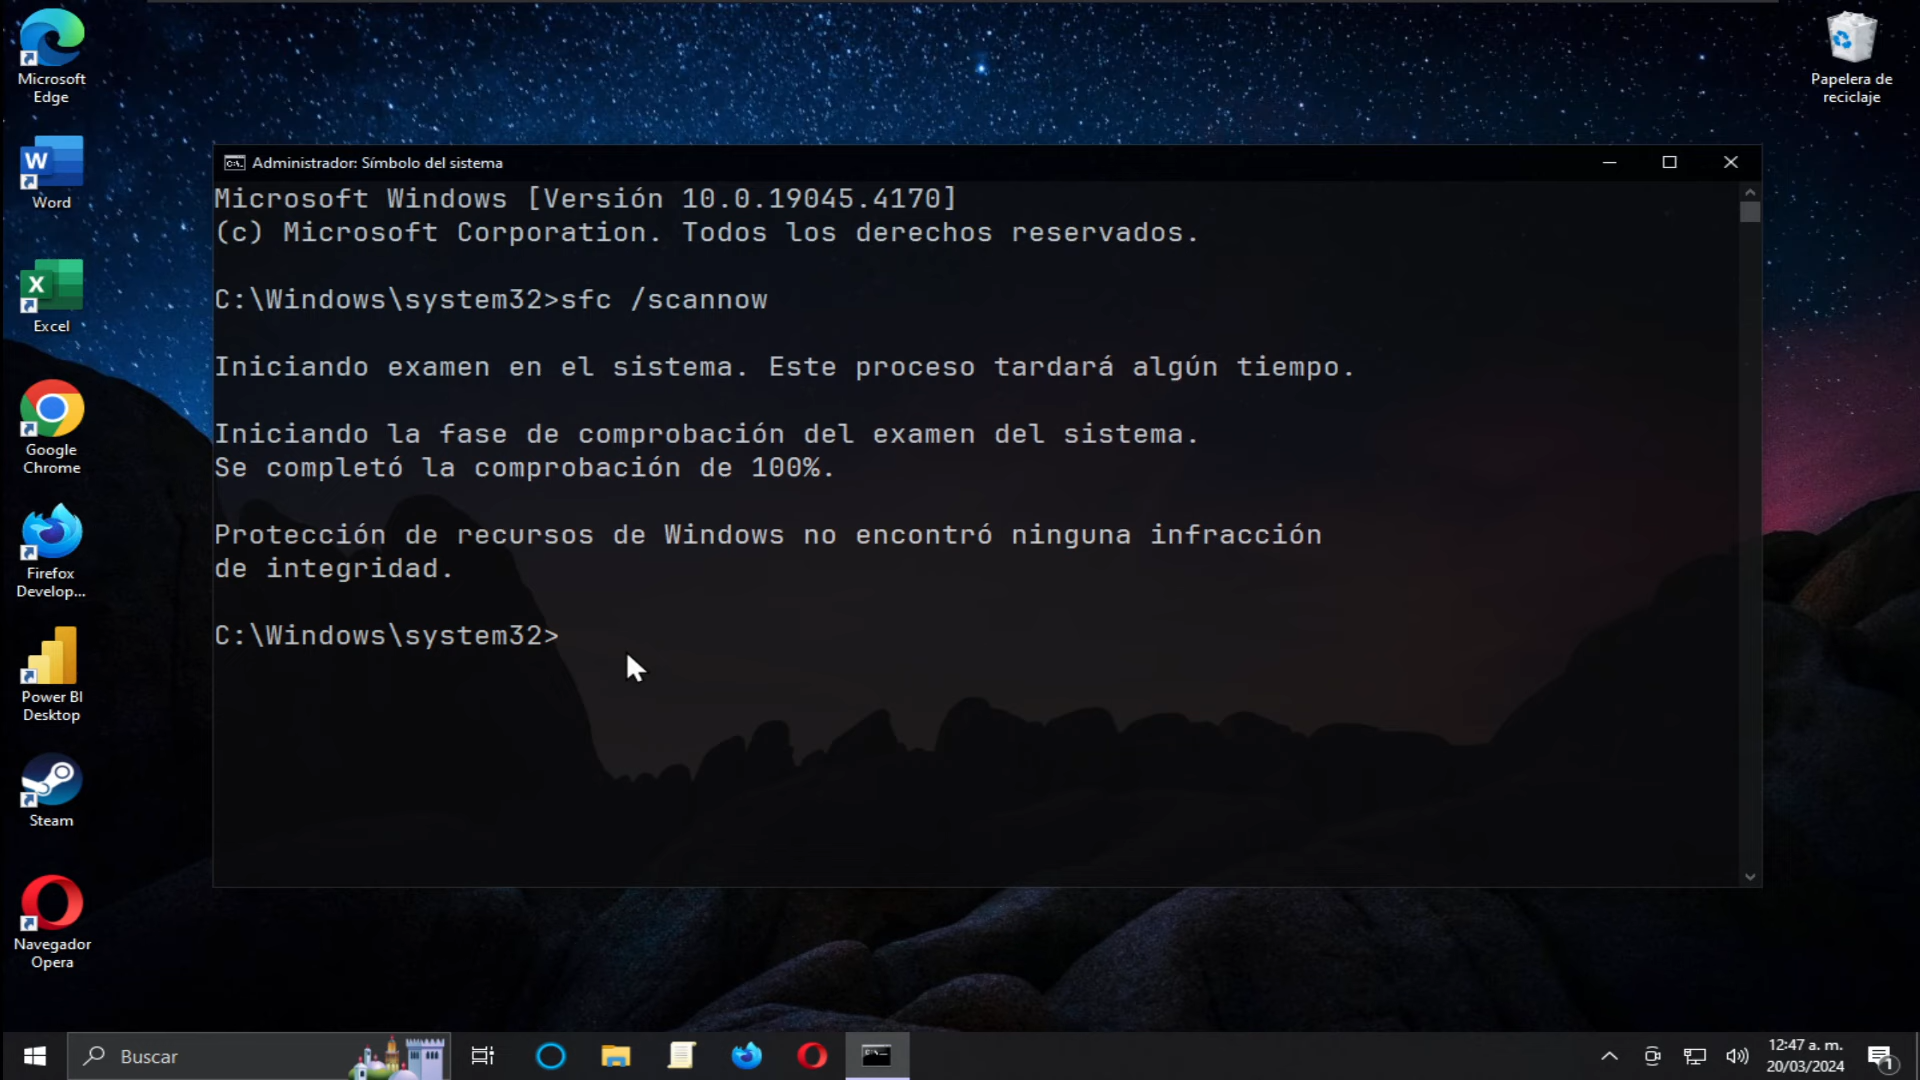 Microsoft
Edge
Word
Excel
Google
Chrome
Firefox
Develop...
Power BI
Desktop
Steam
Navegador
Opera
Papelera de
reciclaje
Administrador: Símbolo del sistema
Microsoft Windows [Versión 10.0.19045.4170]
(c) Microsoft Corporation. Todos los derechos reservados.
C:\Windows\system32>sfc /scannow
Iniciando examen en el sistema. Este proceso tardará algún tiempo.
Iniciando la fase de comprobación del examen del sistema.
Se completó la comprobación de 100%.
Protección de recursos de Windows no encontró ninguna infracción
de integridad.
C:\Windows\system32>
Buscar
12:47 a. m.
20/03/2024
1